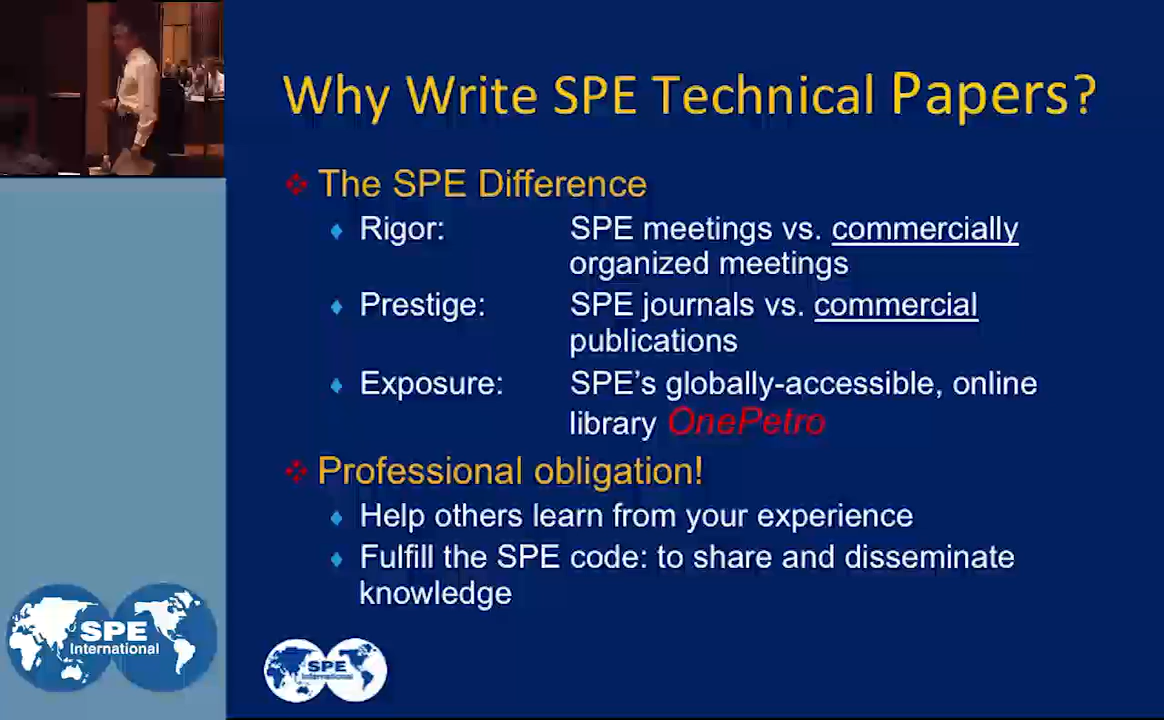 Why Write SPE Technical Papers?
The SPE Difference
Rigor: SPE meetings vs. commercially
organized meetings
Prestige: SPE journals vs. commercial
publications
Exposure: SPE's globally-accessible, online
library OnePetro
Professional obligation!
Help others learn from your experience
Fulfill the SPE code: to share and disseminate
knowledge
SPE
International
SPE
International